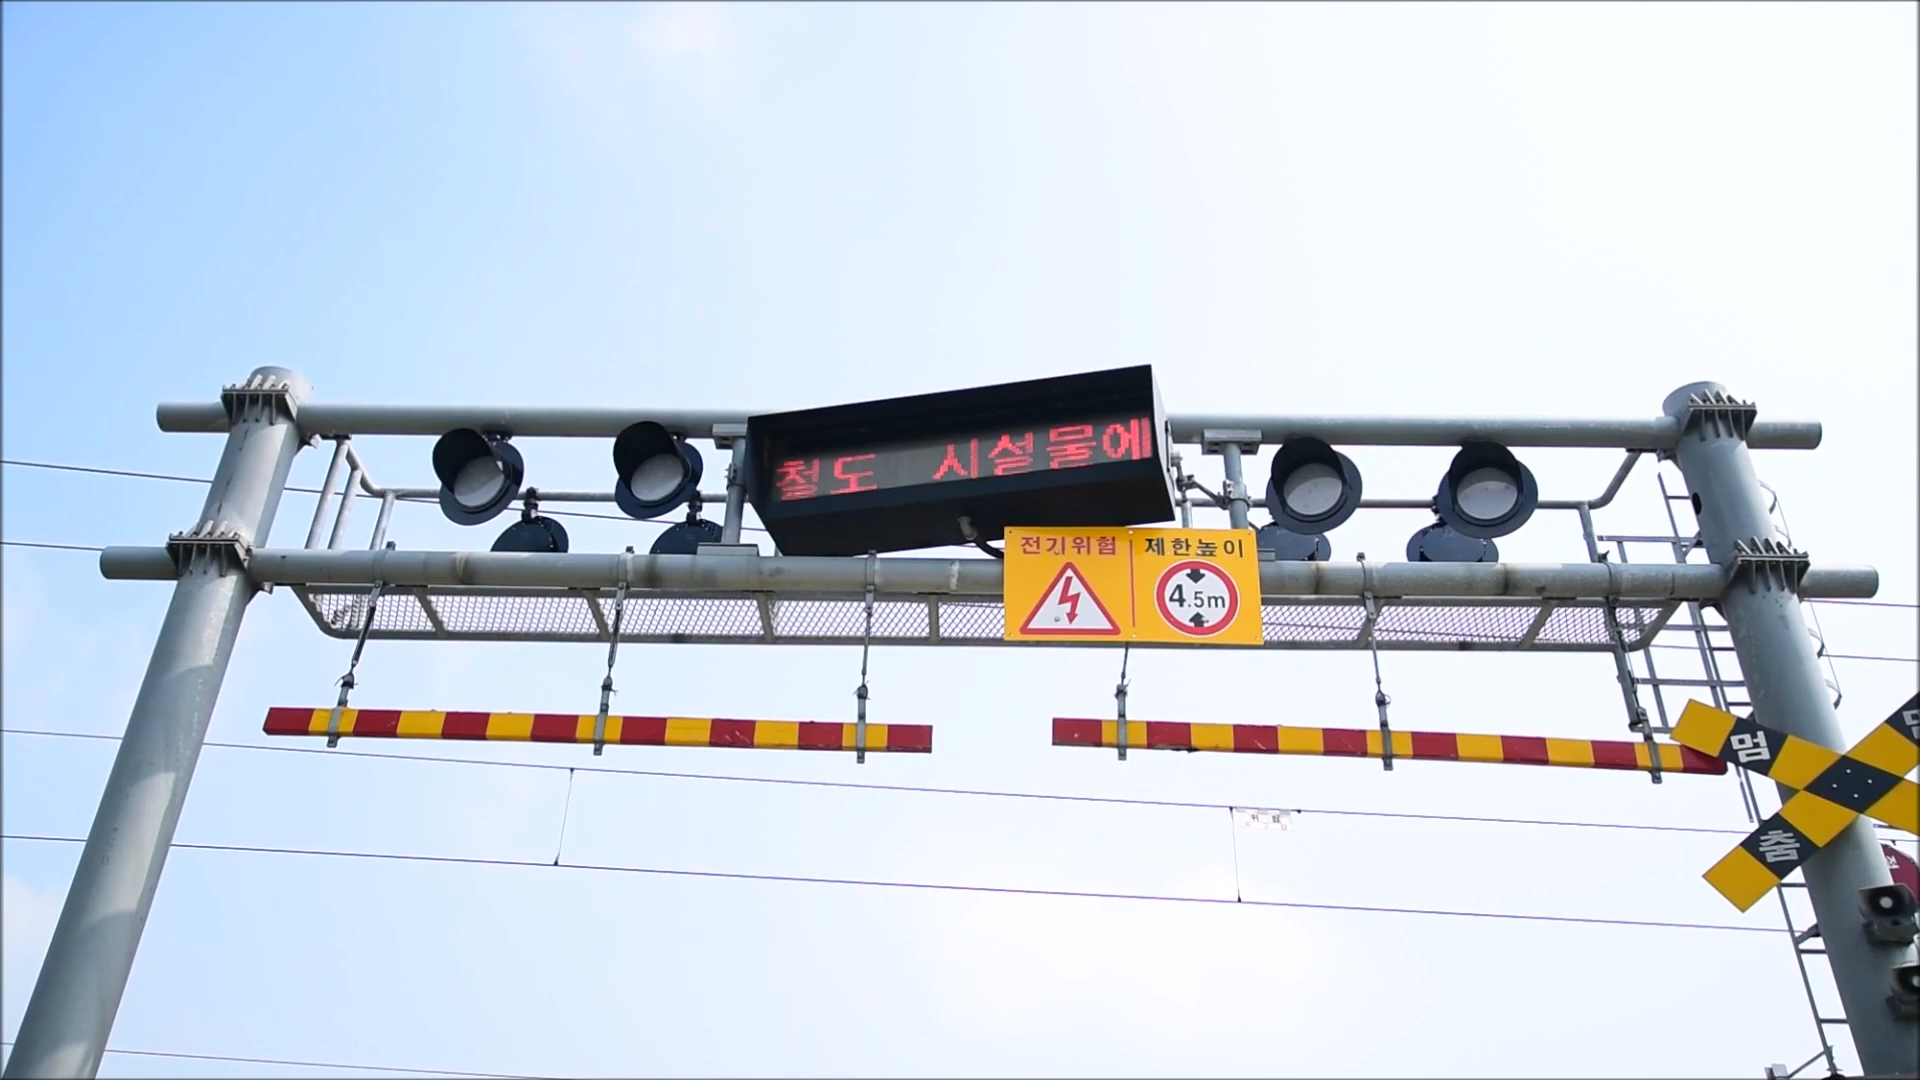 철도 시설물에
전기위험
제한높이
4.5m
멈
춤